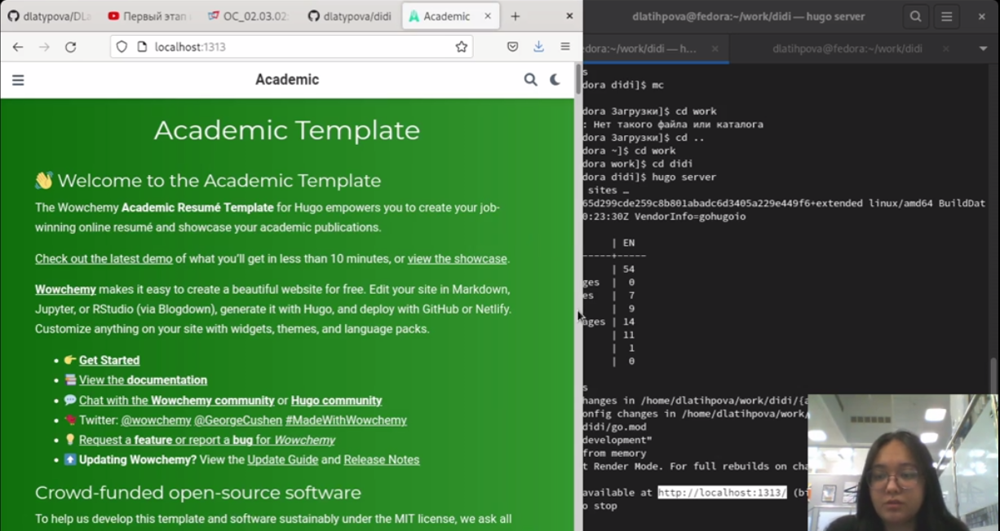 dlatypova/DLa
Первый этап
ОС_02.03.02:
dlatypova/didi
Academic
localhost:1313
Academic
Academic Template
👋 Welcome to the Academic Template
The Wowchemy Academic Resumé Template for Hugo empowers you to create your job-
winning online resumé and showcase your academic publications.
Check out the latest demo of what you'll get in less than 10 minutes, or view the showcase.
Wowchemy makes it easy to create a beautiful website for free. Edit your site in Markdown,
Jupyter, or RStudio (via Blogdown), generate it with Hugo, and deploy with GitHub or Netlify.
Customize anything on your site with widgets, themes, and language packs.
• 👉 Get Started
• 📚 View the documentation
• 💬 Chat with the Wowchemy community or Hugo community
• 🐦 Twitter: @wowchemy @GeorgeCushen #MadeWithWowchemy
• 💡 Request a feature or report a bug for Wowchemy
• ⬆️ Updating Wowchemy? View the Update Guide and Release Notes
Crowd-funded open-source software
To help us develop this template and software sustainably under the MIT license, we ask all
dlatihpova@fedora:~/work/didi — hugo server
edora:~/work/didi — h...
dlatihpova@fedora:~/work/didi
s
dora didi]$ mc
dora Загрузки]$ cd work
: Нет такого файла или каталога
dora Загрузки]$ cd ..
dora ~]$ cd work
dora work]$ cd didi
dora didi]$ hugo server
sites …
65d299cde259c8b801abadc6d3405a229e449f6+extended linux/amd64 BuildDat
0:23:30Z VendorInfo=gohugoio
| EN
-----+-----
| 54
ges | 0
es | 7
| 9
ages | 14
| 11
| 1
| 0
s
hanges in /home/dlatihpova/work/didi/{a
onfig changes in /home/dlatihpova/work/
didi/go.mod
development"
from memory
t Render Mode. For full rebuilds on cha
available at http://localhost:1313/ (bi
o stop